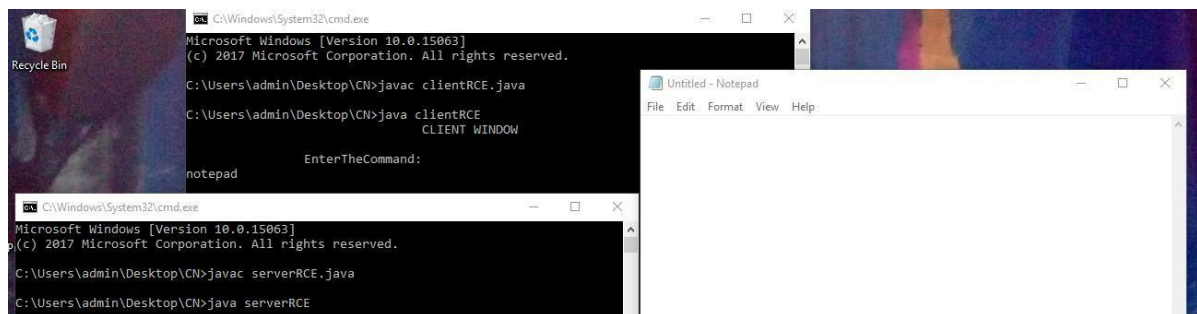 Recycle Bin
C:\Windows\System32\cmd.exe
Microsoft Windows [Version 10.0.15063]
(c) 2017 Microsoft Corporation. All rights reserved.
C:\Users\admin\Desktop\CN>javac clientRCE.java
C:\Users\admin\Desktop\CN>java clientRCE
CLIENT WINDOW
EnterTheCommand:
notepad
Untitled - Notepad
File Edit Format View Help
C:\Windows\System32\cmd.exe
Microsoft Windows [Version 10.0.15063]
(c) 2017 Microsoft Corporation. All rights reserved.
C:\Users\admin\Desktop\CN>javac serverRCE.java
C:\Users\admin\Desktop\CN>java serverRCE